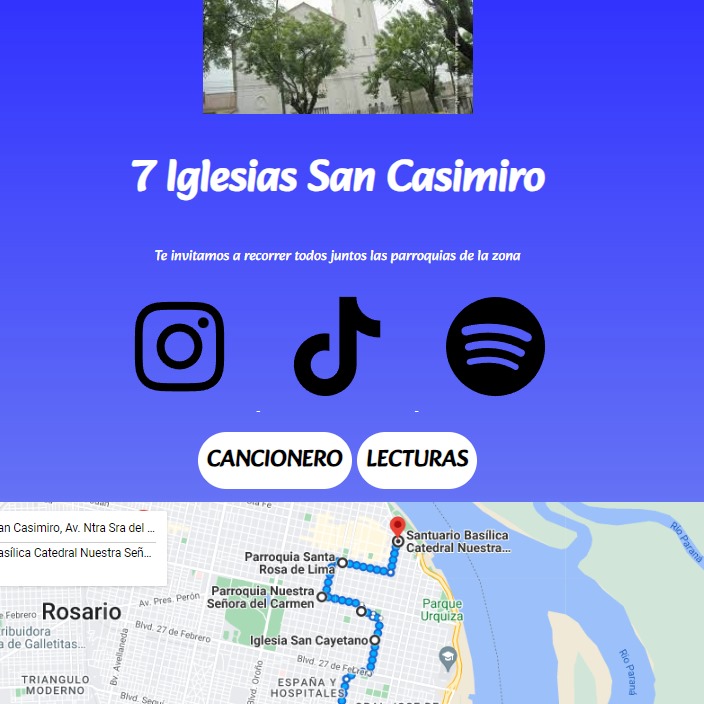 7 Iglesias San Casimiro
Te invitamos a recorrer todos juntos las parroquias de la zona
CANCIONERO
LECTURAS
an Casimiro, Av. Ntra Sra del ...
asílica Catedral Nuestra Señ...
Santuario Basílica
Catedral Nuestra...
Parroquia Santa
Rosa de Lima
Parroquia Nuestra
Señora del Carmen
Av. Pres. Perón
Rosario
Parque
Urquiza
Febrero
Blvd. 27 de Febrero
Iglesia San Cayetano
ribuidora
a de Galletitas...
Av. Avellaneda
Blvd. Oroño
Blvd. 27 de Febrero
TRIANGULO
MODERNO
ESPAÑA Y
HOSPITALES
Blvd. Segu
Río Paraná
Río Paraná